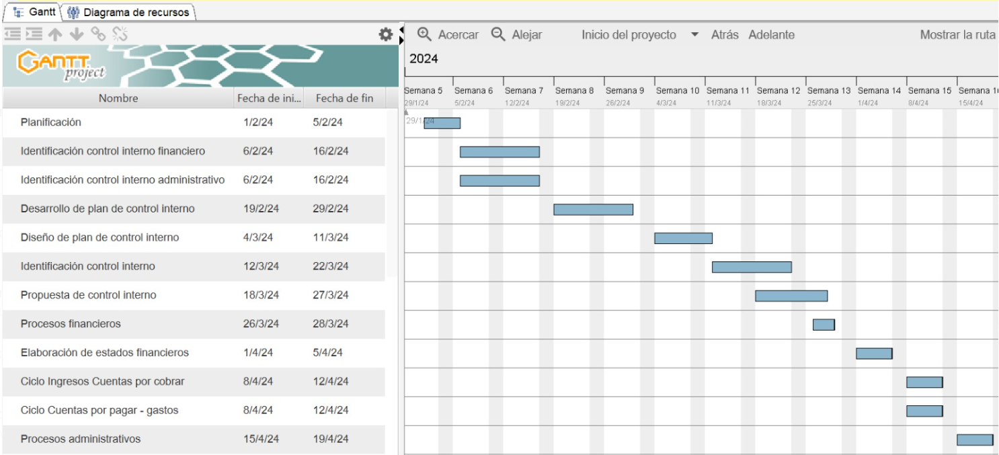 Gantt Diagrama de recursos
Acercar Alejar Inicio del proyecto Atrás Adelante Mostrar la ruta
GANTT project
2024
Semana 5 Semana 6 Semana 7 Semana 8 Semana 9 Semana 10 Semana 11 Semana 12 Semana 13 Semana 14 Semana 15 Semana 16
29/1/24 5/2/24 12/2/24 19/2/24 26/2/24 4/3/24 11/3/24 18/3/24 25/3/24 1/4/24 8/4/24 15/4/24
Nombre Fecha de ini... Fecha de fin
29/1/24
Planificación 1/2/24 5/2/24
Identificación control interno financiero 6/2/24 16/2/24
Identificación control interno administrativo 6/2/24 16/2/24
Desarrollo de plan de control interno 19/2/24 29/2/24
Diseño de plan de control interno 4/3/24 11/3/24
Identificación control interno 12/3/24 22/3/24
Propuesta de control interno 18/3/24 27/3/24
Procesos financieros 26/3/24 28/3/24
Elaboración de estados financieros 1/4/24 5/4/24
Ciclo Ingresos Cuentas por cobrar 8/4/24 12/4/24
Ciclo Cuentas por pagar - gastos 8/4/24 12/4/24
Procesos administrativos 15/4/24 19/4/24